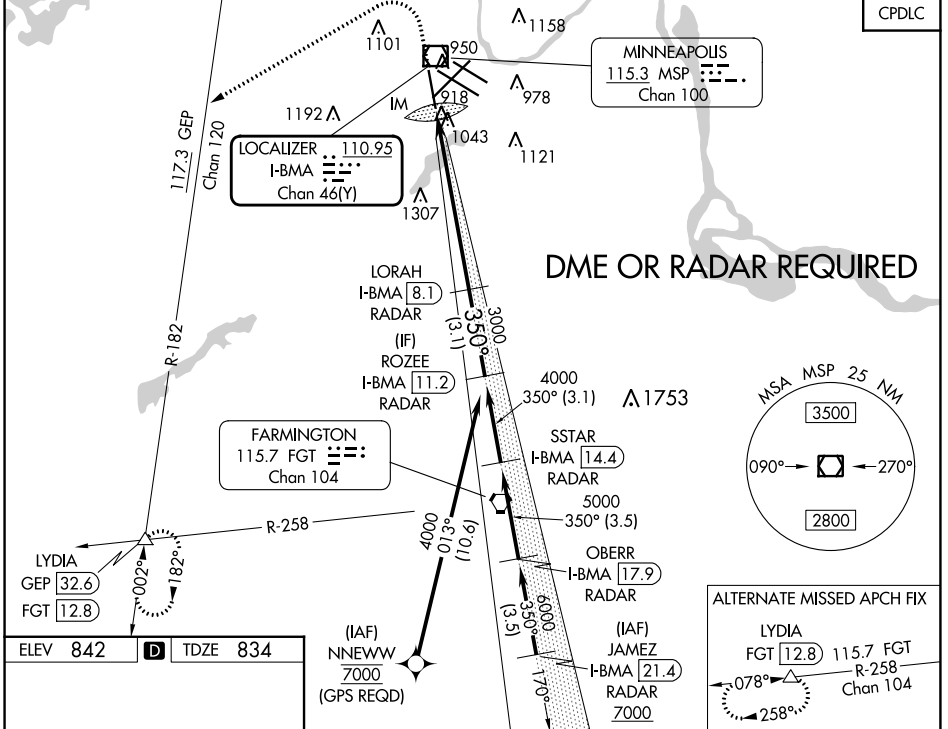 CPDLC
1158
1101
950
MINNEAPOLIS
115.3 MSP
Chan 100
978
918
IM
1192
1043
1121
117.3 GEP
Chan 120
LOCALIZER 110.95
I-BMA
Chan 46(Y)
1307
DME OR RADAR REQUIRED
LORAH
I-BMA 8.1
RADAR
350°
(3.1)
3000
(IF)
ROZEE
I-BMA 11.2
RADAR
R-182
4000
350° (3.1)
1753
MSA MSP 25 NM
3500
090°
270°
2800
FARMINGTON
115.7 FGT
Chan 104
SSTAR
I-BMA 14.4
RADAR
5000
350° (3.5)
R-258
4000
013°
(10.6)
OBERR
I-BMA 17.9
RADAR
LYDIA
GEP 32.6
FGT 12.8
002°
182°
6000
350°
(3.5)
170°
(IAF)
JAMEZ
I-BMA 21.4
RADAR
7000
(IAF)
NNEWW
7000
(GPS REQD)
ALTERNATE MISSED APCH FIX
LYDIA
FGT 12.8 115.7 FGT
R-258
Chan 104
078°
258°
ELEV 842 D TDZE 834